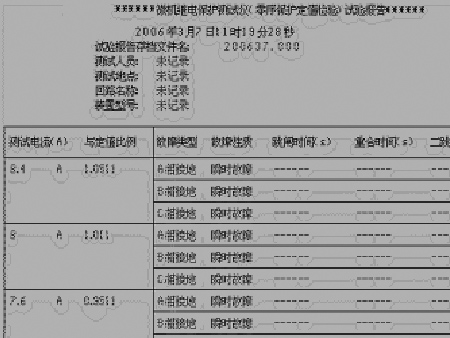 ******微机继电保护测试仪(零序保护定值检验)试验报告******
2006年3月7日11时19分28秒
试验报告存档文件名: 200637.000
测试人员: 未记录
测试地点: 未记录
回路名称: 未记录
装置型号: 未记录
测试电流(A) 与定值比例 故障类型 故障性质 跳闸时间(s) 重合时间(s) 二跳
8.4 A 1.05I1 A相接地 瞬时故障 ------ ------
B相接地 瞬时故障 ------ ------
C相接地 瞬时故障 ------ ------
8 A 1.0I1 A相接地 瞬时故障 ------ ------
B相接地 瞬时故障 ------ ------
C相接地 瞬时故障 ------ ------
7.6 A 0.95I1 A相接地 瞬时故障 ------ ------
B相接地 瞬时故障 ------ ------